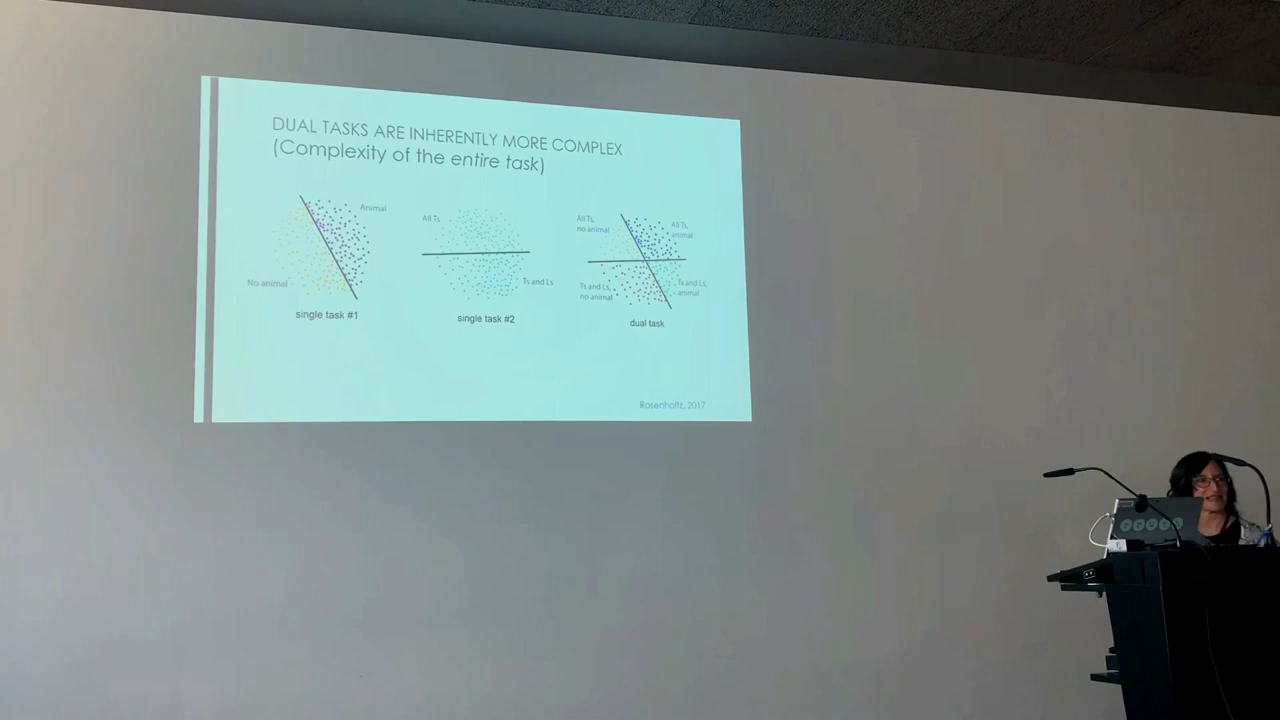 DUAL TASKS ARE INHERENTLY MORE COMPLEX
(Complexity of the entire task)
Animal
No animal
single task #1
All Ts
Ts and Ls
single task #2
All Ts,
no animal
All Ts,
animal
Ts and Ls,
no animal
Ts and Ls,
animal
dual task
Rosenholtz, 2017